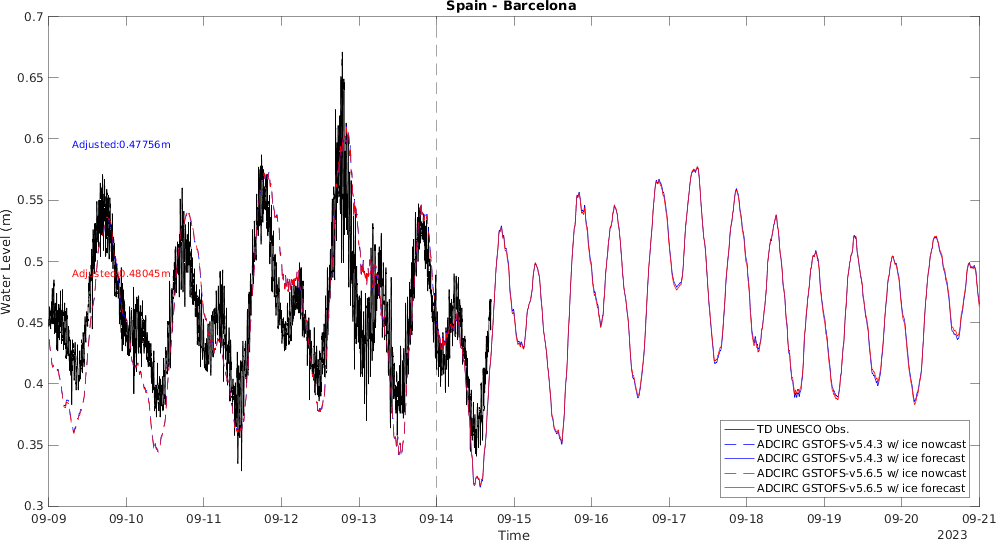 Spain - Barcelona
0.7
0.65
0.6
0.55
0.5
0.45
0.4
0.35
0.3
Water Level (m)
Adjusted:0.47756m
Adjusted:0.48045m
TD UNESCO Obs.
ADCIRC GSTOFS-v5.4.3 w/ ice nowcast
ADCIRC GSTOFS-v5.4.3 w/ ice forecast
ADCIRC GSTOFS-v5.6.5 w/ ice nowcast
ADCIRC GSTOFS-v5.6.5 w/ ice forecast
09-09 09-10 09-11 09-12 09-13 09-14 09-15 09-16 09-17 09-18 09-19 09-20 09-21
Time
2023